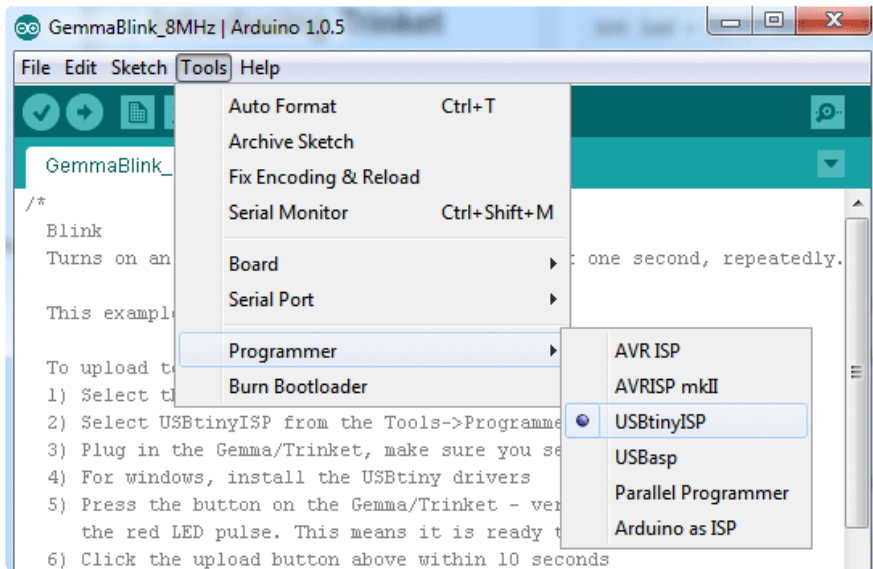 GemmaBlink_8MHz | Arduino 1.0.5
File Edit Sketch Tools Help
Auto Format Ctrl+T
Archive Sketch
Fix Encoding & Reload
Serial Monitor Ctrl+Shift+M
Board
Serial Port
Programmer
Burn Bootloader
AVR ISP
AVRISP mkII
USBtinyISP
USBasp
Parallel Programmer
Arduino as ISP
GemmaBlink_
/*
Blink
Turns on an one second, repeatedly.
This
To upload
1) Select
2) Select USBtinyISP from the Tools->Programme
3) Plug in the Gemma/Trinket, make sure you
4) For windows, install the USBtiny drivers
5) Press the button on the Gemma/Trinket -
the red LED pulse. This means it is ready
6) Click the upload button above within 10 seconds